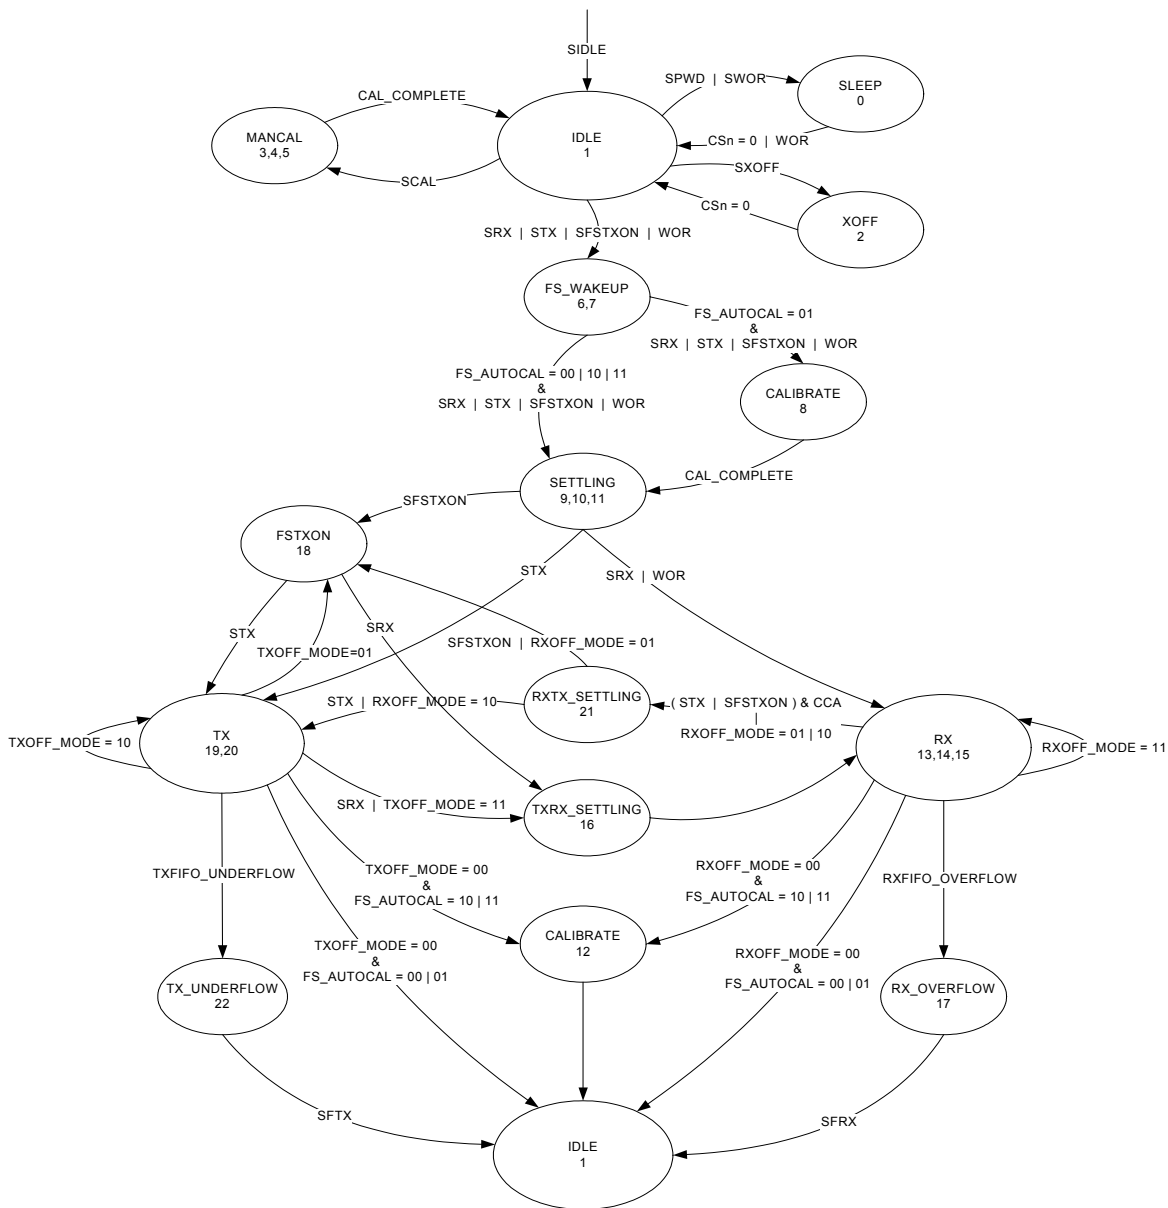 SIDLE
SPWD | SWOR
SLEEP
0
CAL_COMPLETE
IDLE
1
MANCAL
3,4,5
CSn = 0 | WOR
SXOFF
SCAL
CSn = 0
XOFF
2
SRX | STX | SFSTXON | WOR
FS_WAKEUP
6,7
FS_AUTOCAL = 01
&
SRX | STX | SFSTXON | WOR
FS_AUTOCAL = 00 | 10 | 11
&
SRX | STX | SFSTXON | WOR
CALIBRATE
8
CAL_COMPLETE
SETTLING
9,10,11
SFSTXON
FSTXON
18
STX
SRX | WOR
STX
SRX
TXOFF_MODE=01
SFSTXON | RXOFF_MODE = 01
RXTX_SETTLING
21
STX | RXOFF_MODE = 10
( STX | SFSTXON ) & CCA
|
RXOFF_MODE = 01 | 10
TXOFF_MODE = 10
TX
19,20
RX
13,14,15
RXOFF_MODE = 11
SRX | TXOFF_MODE = 11
TXRX_SETTLING
16
TXFIFO_UNDERFLOW
TXOFF_MODE = 00
&
FS_AUTOCAL = 10 | 11
RXOFF_MODE = 00
&
FS_AUTOCAL = 10 | 11
RXFIFO_OVERFLOW
CALIBRATE
12
TXOFF_MODE = 00
&
FS_AUTOCAL = 00 | 01
RXOFF_MODE = 00
&
FS_AUTOCAL = 00 | 01
TX_UNDERFLOW
22
RX_OVERFLOW
17
SFTX
SFRX
IDLE
1